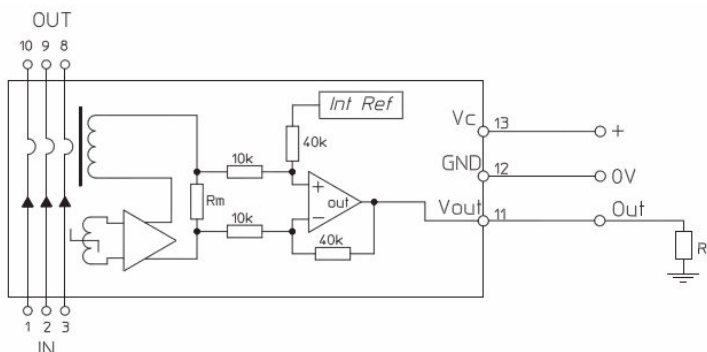 OUT
10 9 8
Int Ref
Vc 13 +
40k
10k
GND 12 0V
+
out
Rm
Vout 11 Out
10k
−
40k
R
1 2 3
IN